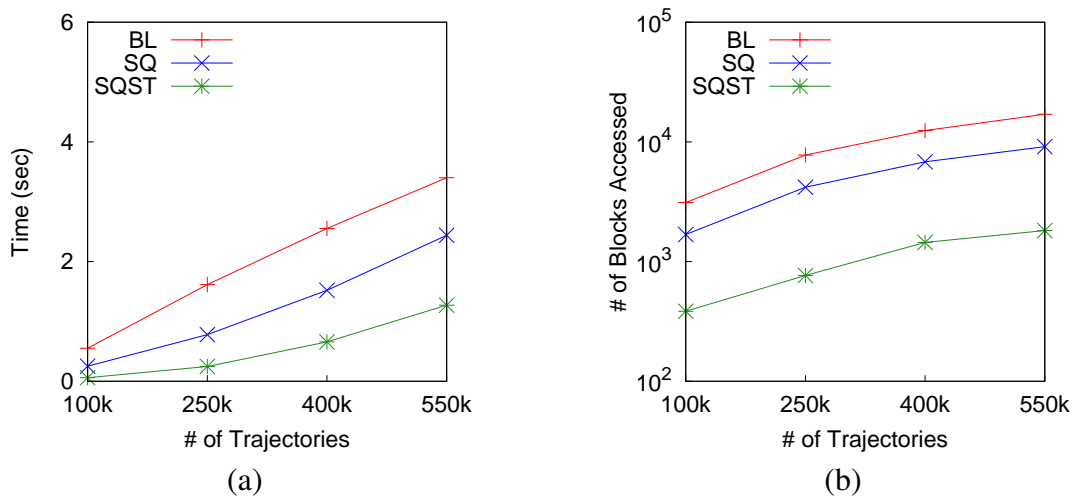 6
4
2
0
100k
250k
400k
550k
Time (sec)
# of Trajectories
BL
SQ
SQST
(a)
10^5
10^4
10^3
10^2
100k
250k
400k
550k
# of Blocks Accessed
# of Trajectories
BL
SQ
SQST
(b)